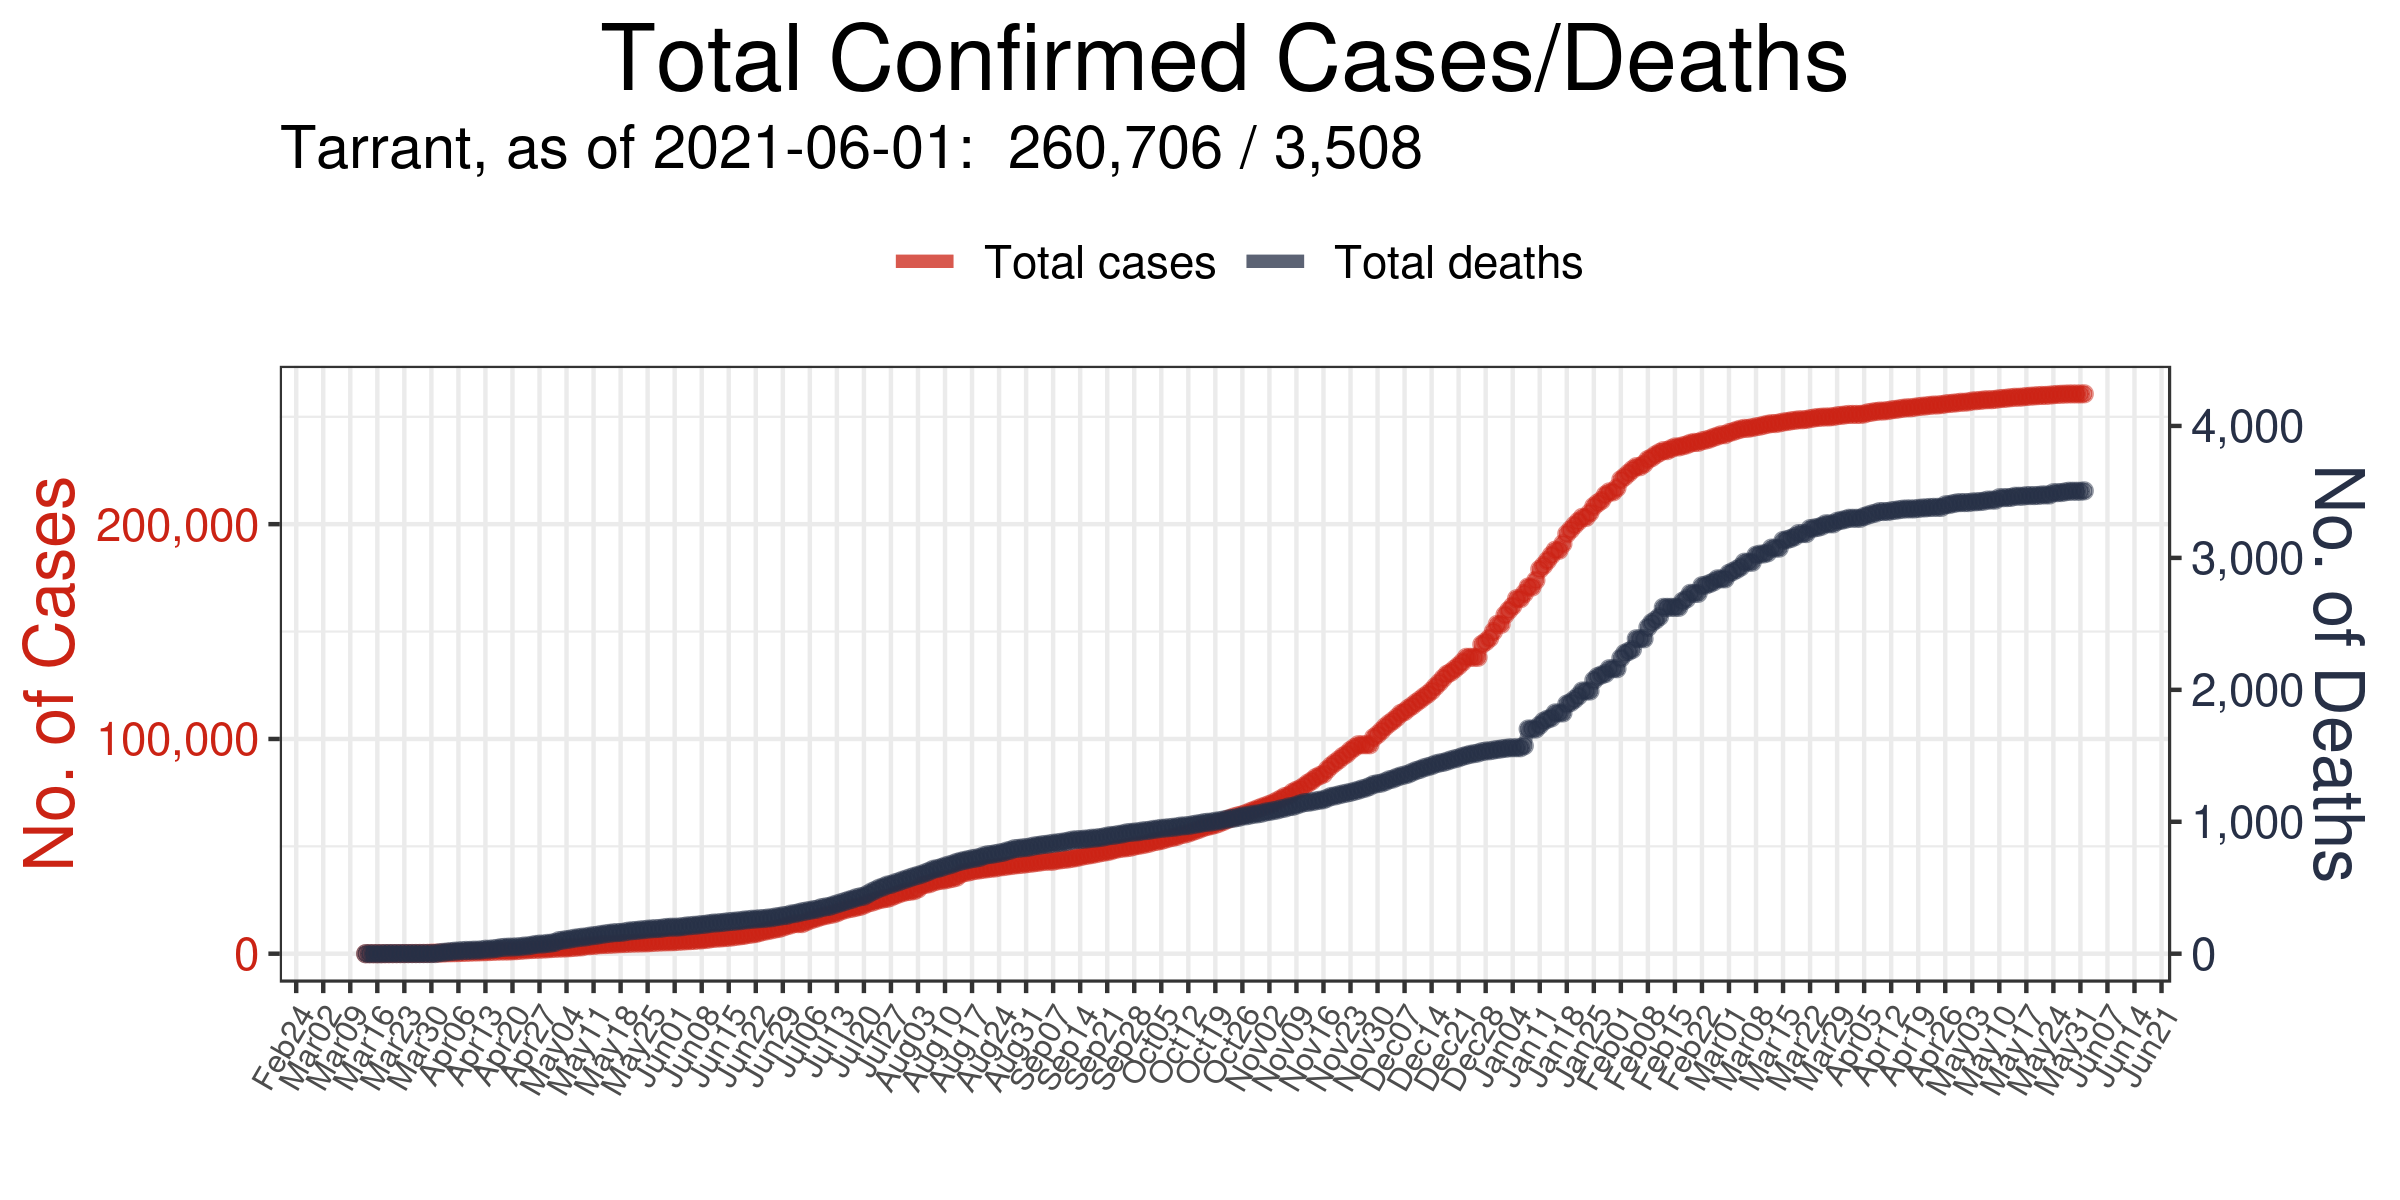 Total Confirmed Cases/Deaths
Tarrant, as of 2021-06-01:  260,706 / 3,508
Total cases
Total deaths
No. of Cases
200,000
100,000
0
4,000
3,000
2,000
1,000
0
No. of Deaths
Feb24
Mar02
Mar09
Mar16
Mar23
Mar30
Apr06
Apr13
Apr20
Apr27
May04
May11
May18
May25
Jun01
Jun08
Jun15
Jun22
Jun29
Jul06
Jul13
Jul20
Jul27
Aug03
Aug10
Aug17
Aug24
Aug31
Sep07
Sep14
Sep21
Sep28
Oct05
Oct12
Oct19
Oct26
Nov02
Nov09
Nov16
Nov23
Nov30
Dec07
Dec14
Dec21
Dec28
Jan04
Jan11
Jan18
Jan25
Feb01
Feb08
Feb15
Feb22
Mar01
Mar08
Mar15
Mar22
Mar29
Apr05
Apr12
Apr19
Apr26
May03
May10
May17
May24
May31
Jun07
Jun14
Jun21